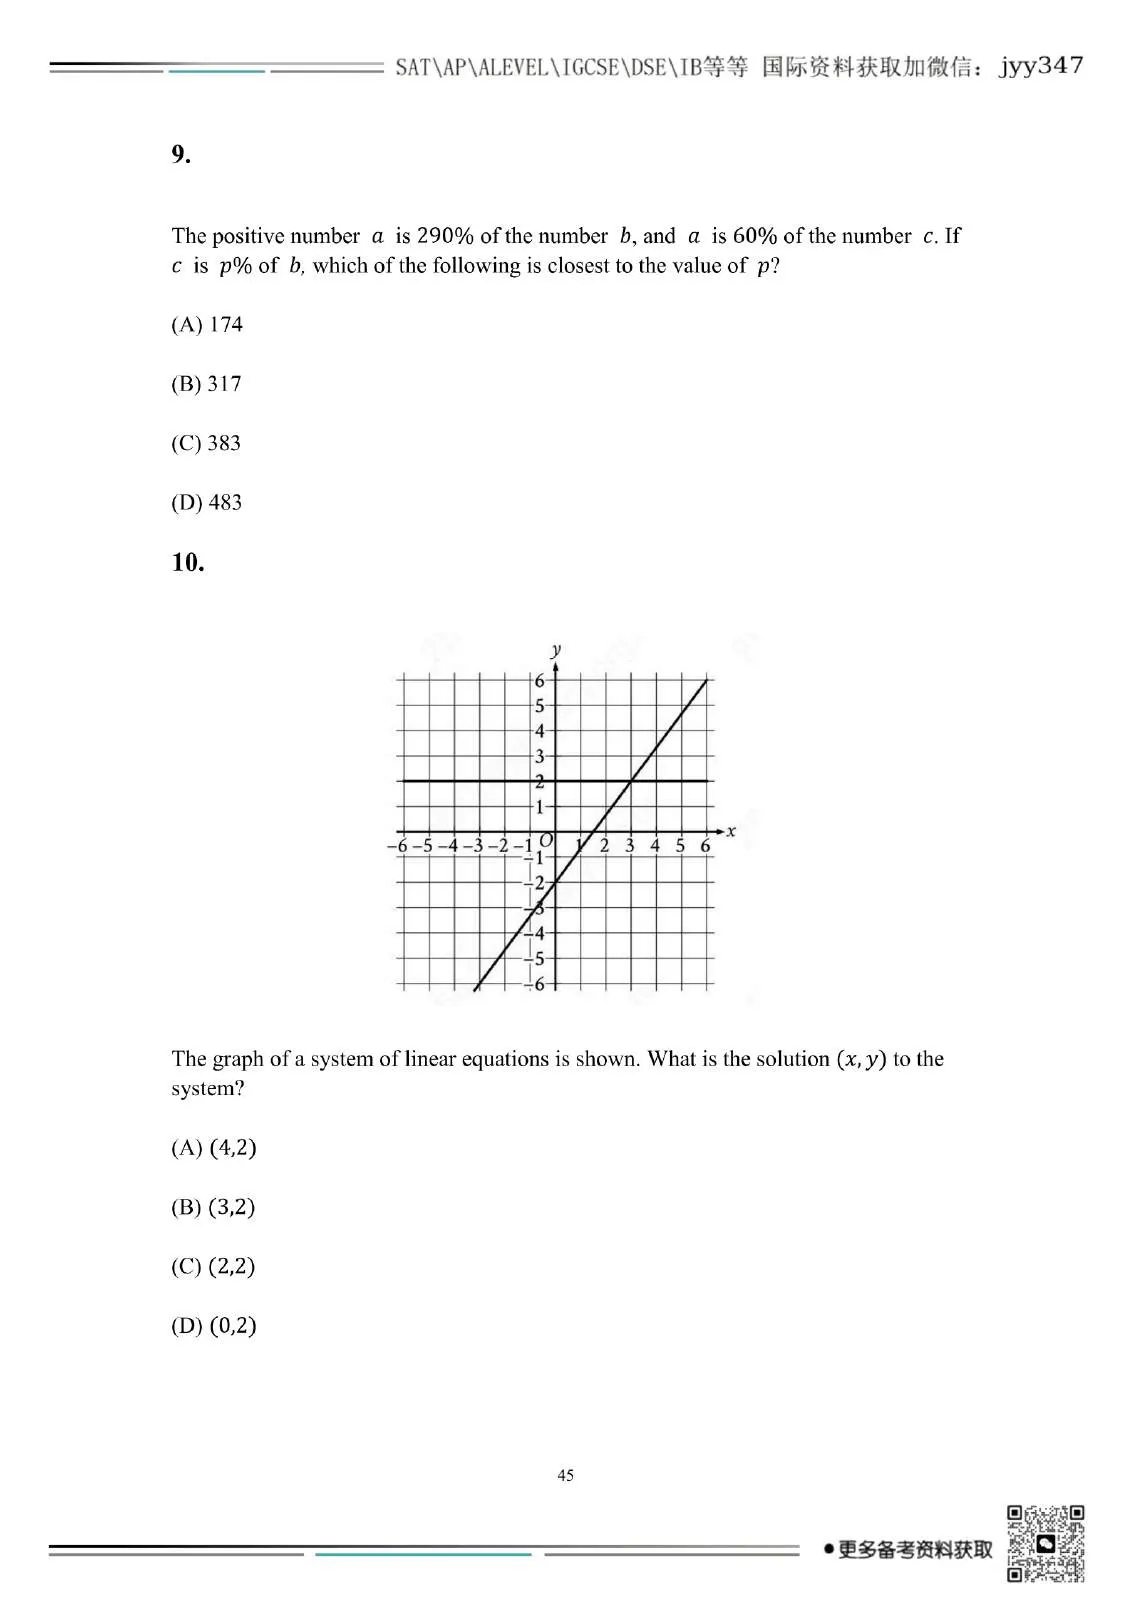 SAT\AP\ALEVEL\IGCSE\DSE\IB等等 国际资料获取加微信: jyy347
9.
The positive number a is 290% of the number b, and a is 60% of the number c. If
c is p% of b, which of the following is closest to the value of p?
(A) 174
(B) 317
(C) 383
(D) 483
10.
y
6
5
4
3
2
1
-6 -5 -4 -3 -2 -1 O 1 2 3 4 5 6 x
-1
-2
-3
-4
-5
-6
The graph of a system of linear equations is shown. What is the solution (x, y) to the
system?
(A) (4,2)
(B) (3,2)
(C) (2,2)
(D) (0,2)
45
●更多备考资料获取